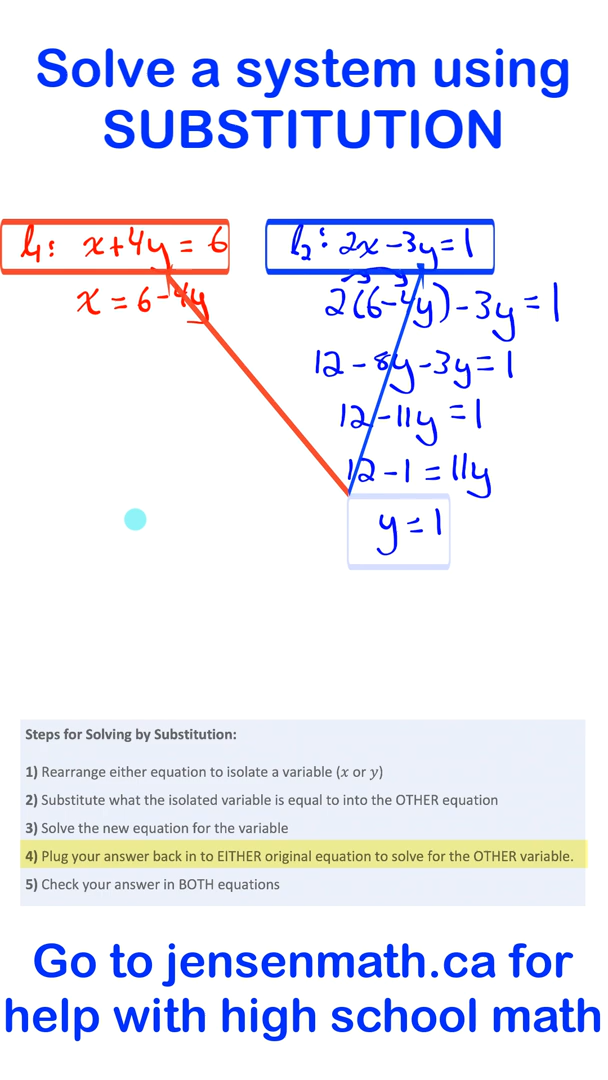 Solve a system using
SUBSTITUTION
l₁: x+4y = 6
l₂: 2x-3y=1
x = 6-4y
2(6-4y)-3y=1
12-8y-3y=1
12-11y=1
12-1=11y
y=1
Steps for Solving by Substitution:
1) Rearrange either equation to isolate a variable (x or y)
2) Substitute what the isolated variable is equal to into the OTHER equation
3) Solve the new equation for the variable
4) Plug your answer back in to EITHER original equation to solve for the OTHER variable.
5) Check your answer in BOTH equations
Go to jensenmath.ca for
help with high school math